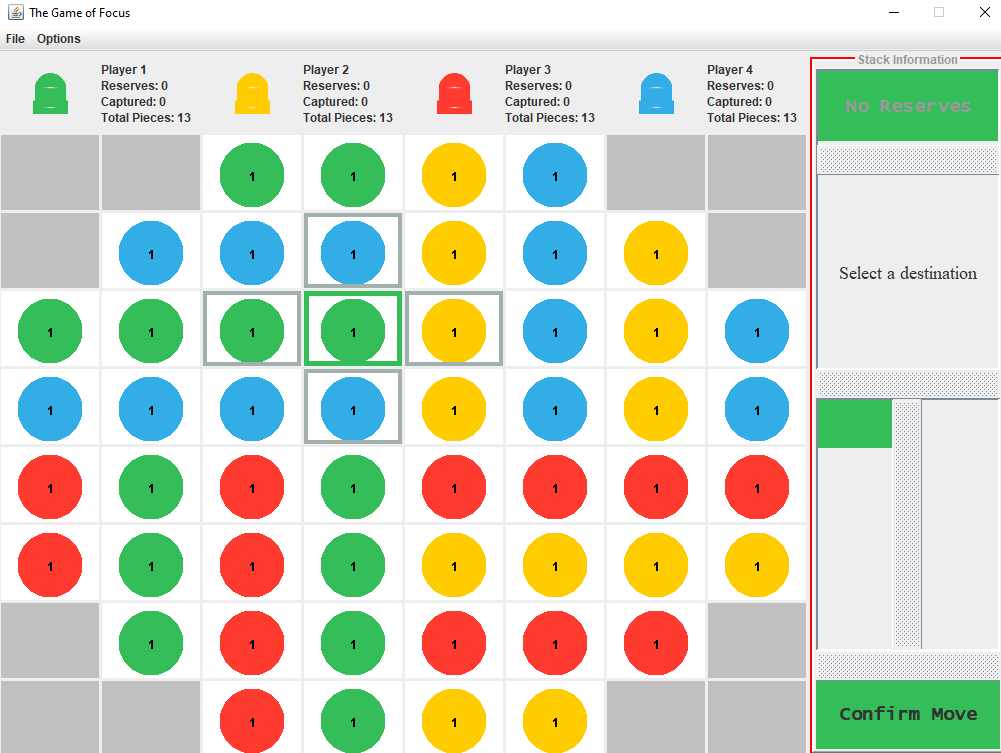 The Game of Focus
File Options
Player 1
Reserves: 0
Captured: 0
Total Pieces: 13
Player 2
Reserves: 0
Captured: 0
Total Pieces: 13
Player 3
Reserves: 0
Captured: 0
Total Pieces: 13
Player 4
Reserves: 0
Captured: 0
Total Pieces: 13
1 1 1 1
1 1 1 1 1 1
1 1 1 1 1 1 1 1
1 1 1 1 1 1 1 1
1 1 1 1 1 1 1 1
1 1 1 1 1 1 1 1
1 1 1 1 1 1
1 1 1 1
Stack Information
No Reserves
Select a destination
Confirm Move